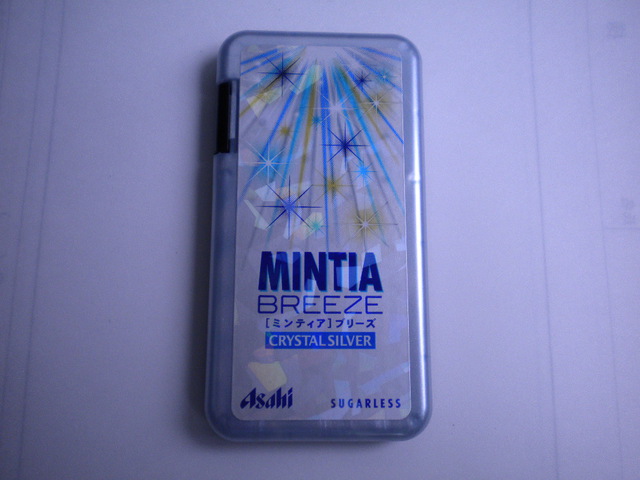 MINTIA
BREEZE
[ミンティア]ブリーズ
CRYSTAL SILVER
Asahi
SUGARLESS